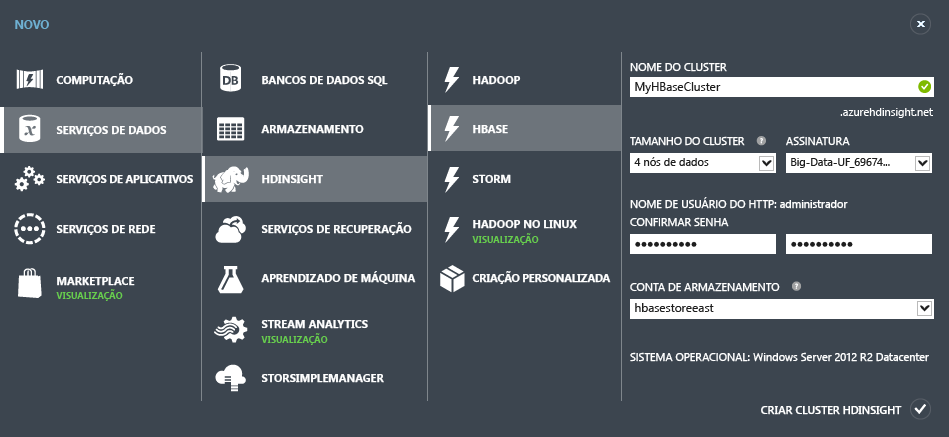 NOVO
COMPUTAÇÃO
SERVIÇOS DE DADOS
SERVIÇOS DE APLICATIVOS
SERVIÇOS DE REDE
MARKETPLACE
VISUALIZAÇÃO
DB
BANCOS DE DADOS SQL
ARMAZENAMENTO
HDINSIGHT
SERVIÇOS DE RECUPERAÇÃO
APRENDIZADO DE MÁQUINA
STREAM ANALYTICS
VISUALIZAÇÃO
STORSIMPLEMANAGER
HADOOP
HBASE
STORM
HADOOP NO LINUX
VISUALIZAÇÃO
CRIAÇÃO PERSONALIZADA
NOME DO CLUSTER
MyHBaseCluster
.azurehdinsight.net
TAMANHO DO CLUSTER ? ASSINATURA
4 nós de dados Big-Data-UF_69674...
NOME DE USUÁRIO DO HTTP: administrador
CONFIRMAR SENHA
●●●●●●●●●● ●●●●●●●●●●
CONTA DE ARMAZENAMENTO ?
hbasestoreeast
SISTEMA OPERACIONAL: Windows Server 2012 R2 Datacenter
CRIAR CLUSTER HDINSIGHT